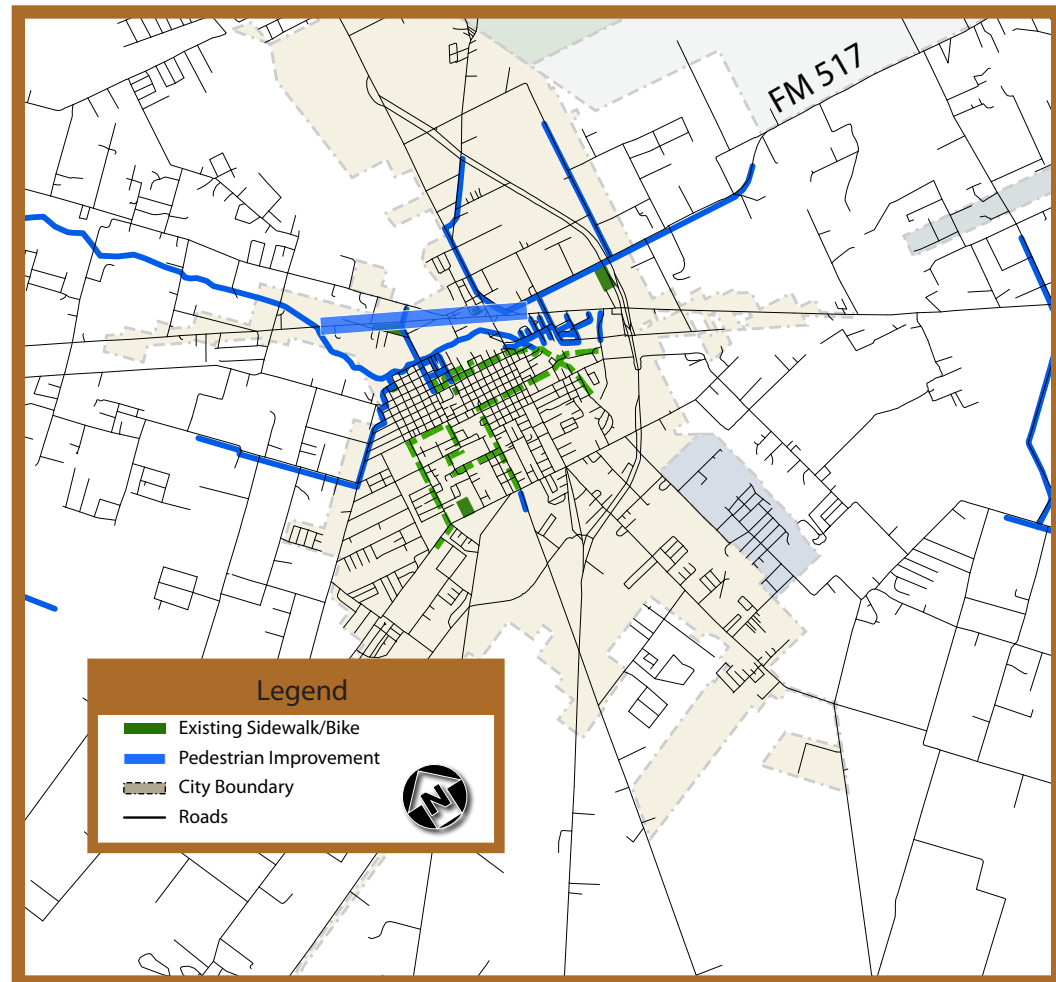 FM 517
Legend
Existing Sidewalk/Bike
Pedestrian Improvement
City Boundary
Roads
N